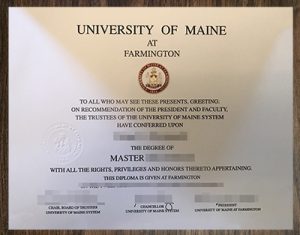 UNIVERSITY OF MAINE
AT
FARMINGTON
TO ALL WHO MAY SEE THESE PRESENTS, GREETING.
ON RECOMMENDATION OF THE PRESIDENT AND FACULTY,
THE TRUSTEES OF THE UNIVERSITY OF MAINE SYSTEM
HAVE CONFERRED UPON
THE DEGREE OF
MASTER
WITH ALL THE RIGHTS, PRIVILEGES AND HONORS THERETO APPERTAINING.
THIS DIPLOMA IS GIVEN AT FARMINGTON
CHAIR, BOARD OF TRUSTEES
UNIVERSITY OF MAINE SYSTEM
CHANCELLOR
UNIVERSITY OF MAINE SYSTEM
PRESIDENT
UNIVERSITY OF MAINE AT FARMINGTON